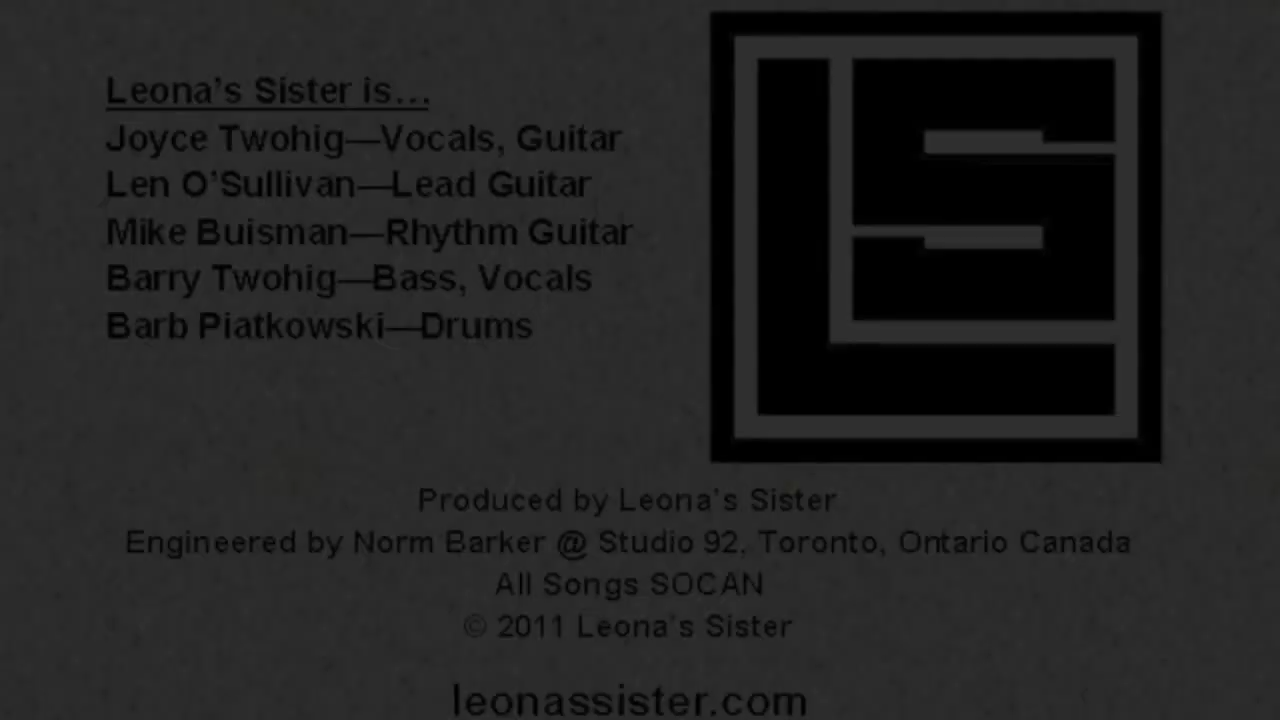 Leona's Sister is...
Joyce Twohig—Vocals, Guitar
Len O'Sullivan—Lead Guitar
Mike Buisman—Rhythm Guitar
Barry Twohig—Bass, Vocals
Barb Piatkowski—Drums
LS
Produced by Leona's Sister
Engineered by Norm Barker @ Studio 92, Toronto, Ontario Canada
All Songs SOCAN
© 2011 Leona's Sister
leonassister.com